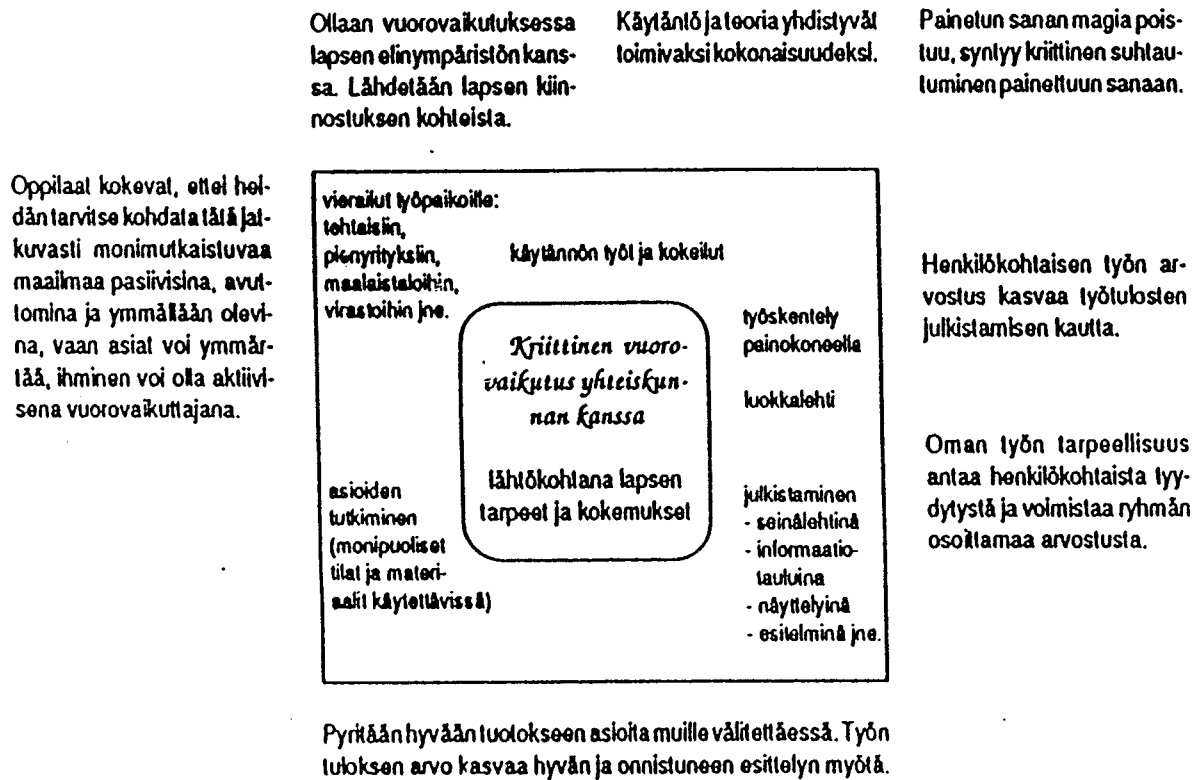 Ollaan vuorovaikutuksessa
lapsen elinympäristön kans-
sa. Lähdetään lapsen kiin-
nostuksen kohteista.
Käytäntö ja teoria yhdistyvät
toimivaksi kokonaisuudeksi.
Painetun sanan magia pois-
tuu, syntyy kriittinen suhtau-
tuminen painettuun sanaan.
Oppilaat kokevat, ettei hei-
dän tarvitse kohdata tätä jat-
kuvasti monimutkaistuvaa
maailmaa pasiivisina, avut-
tomina ja ymmällään olevi-
na, vaan asiat voi ymmär-
tää, ihminen voi olla aktiivi-
sena vuorovaikuttajana.
vierailut työpaikoille:
tehtaisiin,
pienyrityksiin,
maalaistaloihin,
virastoihin jne.
käytännön työt ja kokeilut
työskentely
painokoneella
luokkalehti
Kriittinen vuoro-
vaikutus yhteiskun-
nan kanssa
lähtökohtana lapsen
tarpeet ja kokemukset
asioiden
tutkiminen
(monipuoliset
tilat ja materi-
aalit käytettävissä)
julkistaminen
- seinälehtinä
- informaatio-
tauluina
- näyttelyinä
- esitelminä jne.
Henkilökohtaisen työn ar-
vostus kasvaa työtulosten
julkistamisen kautta.
Oman työn tarpeellisuus
antaa henkilökohtaista tyy-
dytystä ja voimistaa ryhmän
osoittamaa arvostusta.
Pyritään hyvään tuotokseen asioita muille välitettäessä. Työn
tuloksen arvo kasvaa hyvän ja onnistuneen esittelyn myötä.